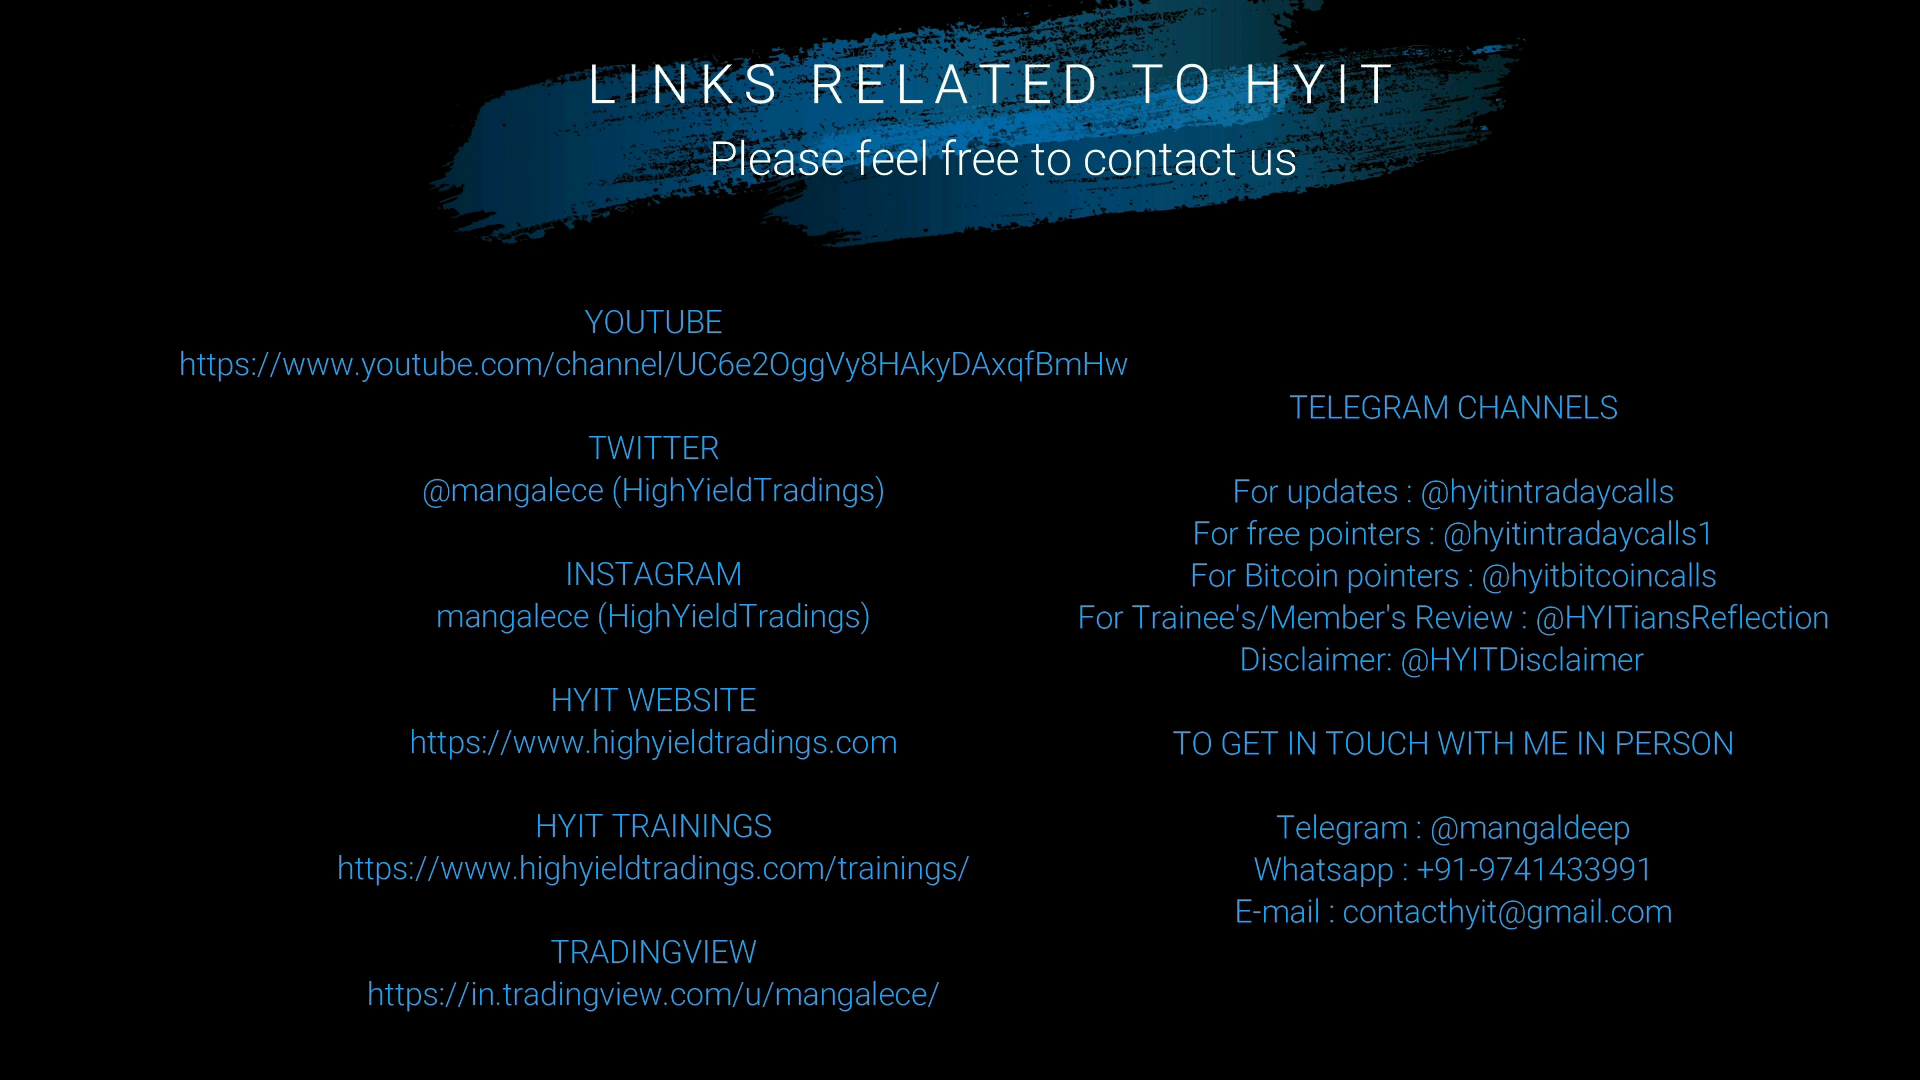 LINKS RELATED TO HYIT
Please feel free to contact us
YOUTUBE
https://www.youtube.com/channel/UC6e2OggVy8HAkyDAxqfBmHw
TWITTER
@mangalece (HighYieldTradings)
INSTAGRAM
mangalece (HighYieldTradings)
HYIT WEBSITE
https://www.highyieldtradings.com
HYIT TRAININGS
https://www.highyieldtradings.com/trainings/
TRADINGVIEW
https://in.tradingview.com/u/mangalece/
TELEGRAM CHANNELS
For updates : @hyitintradaycalls
For free pointers : @hyitintradaycalls1
For Bitcoin pointers : @hyitbitcoincalls
For Trainee's/Member's Review : @HYITiansReflection
Disclaimer: @HYITDisclaimer
TO GET IN TOUCH WITH ME IN PERSON
Telegram : @mangaldeep
Whatsapp : +91-9741433991
E-mail : contacthyit@gmail.com